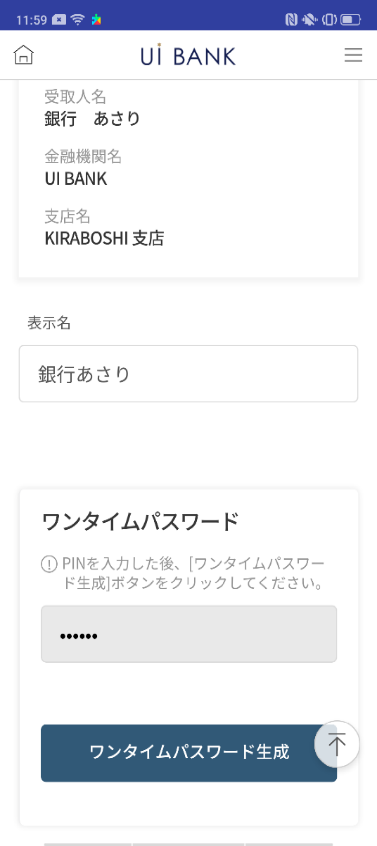 11:59
UI BANK
受取人名
銀行　あさり
金融機関名
UI BANK
支店名
KIRABOSHI 支店
表示名
銀行あさり
ワンタイムパスワード
PINを入力した後、[ワンタイムパスワー
ド生成]ボタンをクリックしてください。
••••••
ワンタイムパスワード生成